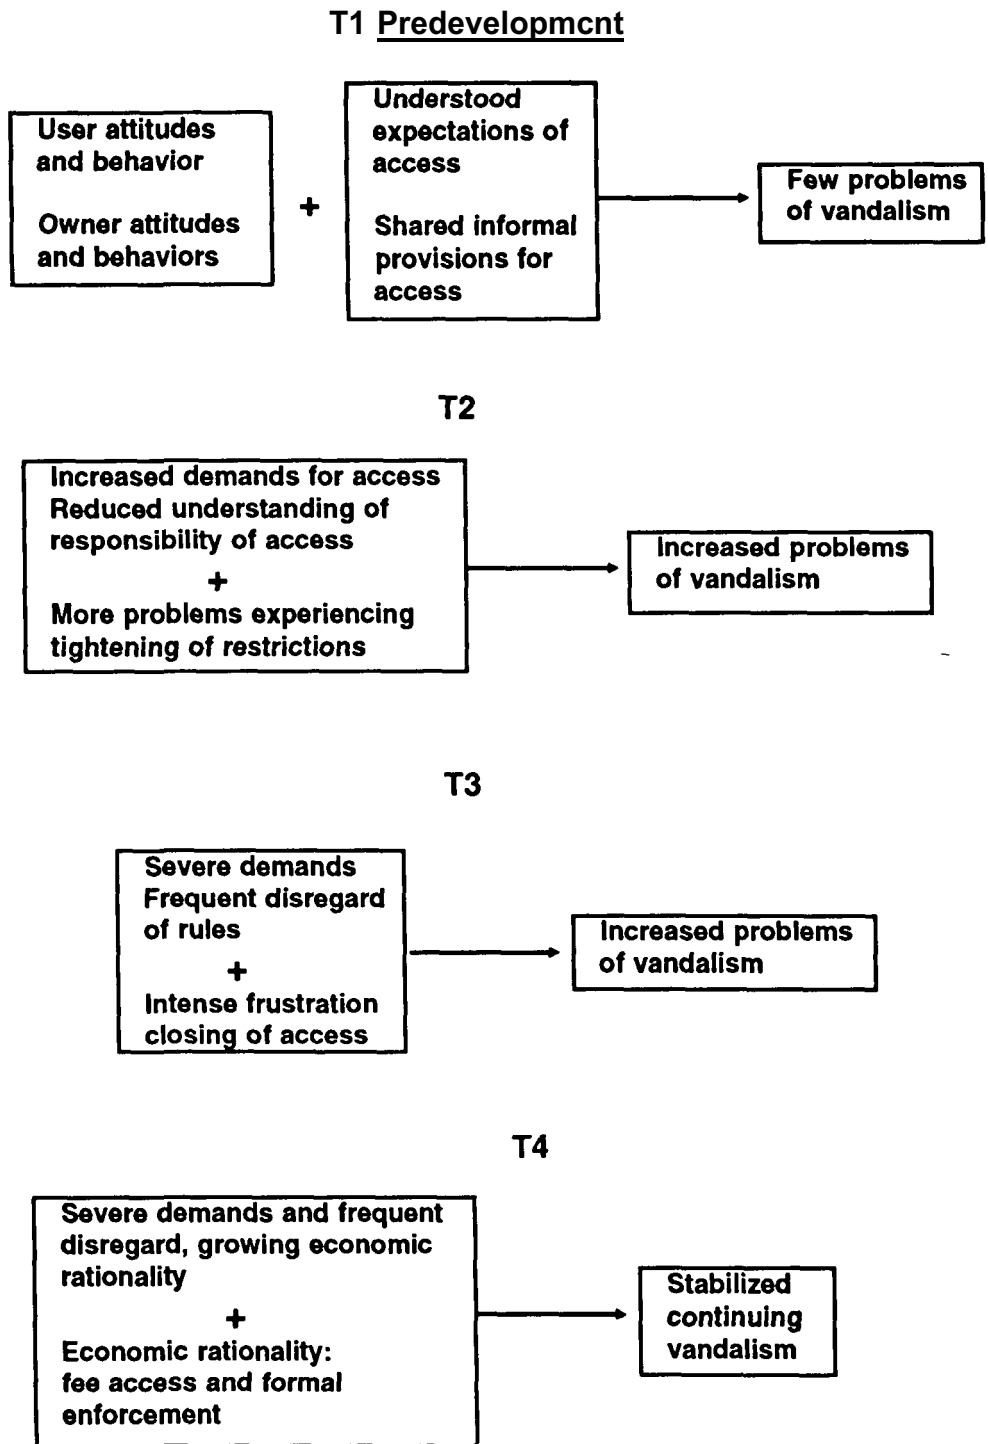 T1 Predevelopmcnt
User attitudes
and behavior
Owner attitudes
and behaviors
+
Understood
expectations of
access
Shared informal
provisions for
access
Few problems
of vandalism
T2
Increased demands for access
Reduced understanding of
responsibility of access
+
More problems experiencing
tightening of restrictions
Increased problems
of vandalism
T3
Severe demands
Frequent disregard
of rules
+
Intense frustration
closing of access
Increased problems
of vandalism
T4
Severe demands and frequent
disregard, growing economic
rationality
+
Economic rationality:
fee access and formal
enforcement
Stabilized
continuing
vandalism